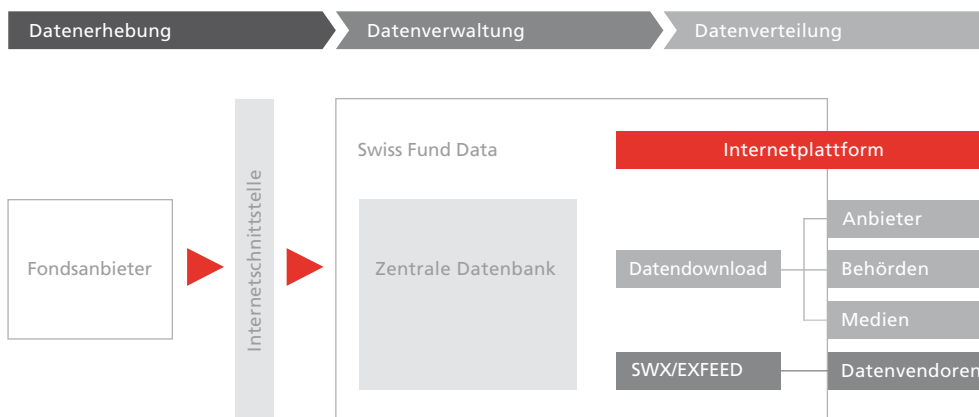 Datenerhebung
Datenverwaltung
Datenverteilung
Swiss Fund Data
Internetplattform
Internetschnittstelle
Fondsanbieter
Zentrale Datenbank
Datendownload
Anbieter
Behörden
Medien
SWX/EXFEED
Datenvendoren